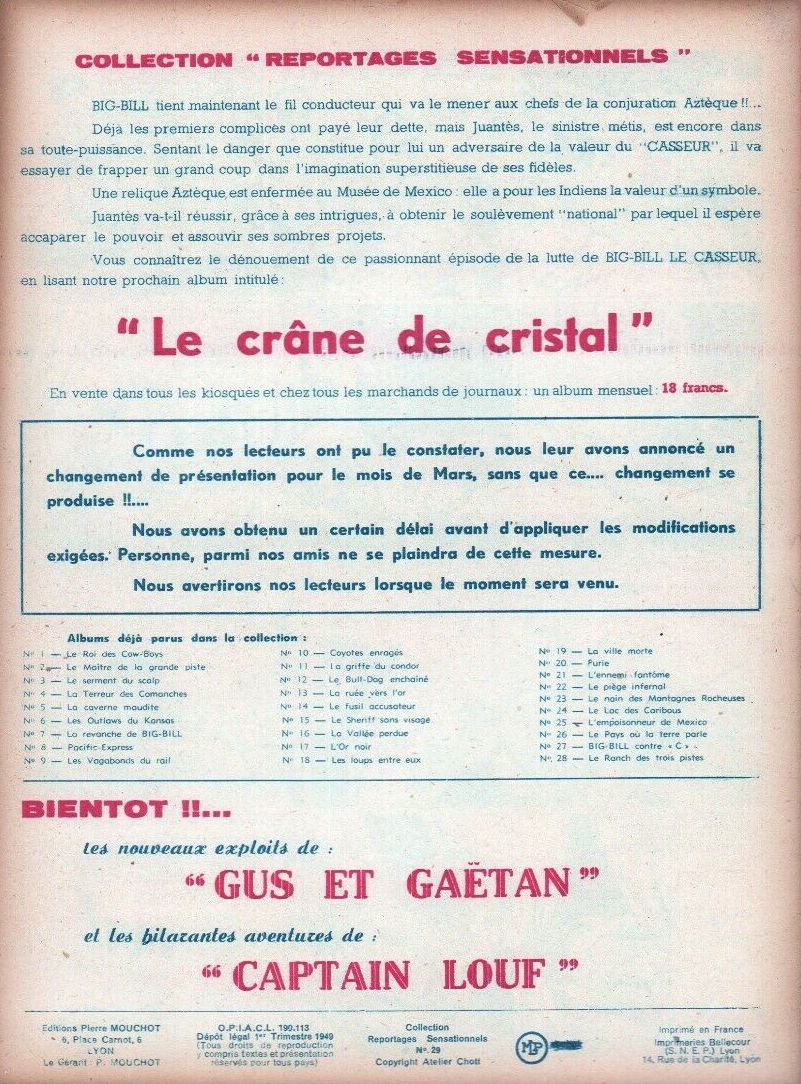 COLLECTION “ REPORTAGES SENSATIONNELS ”
BIG-BILL tient maintenant le fil conducteur qui va le mener aux chefs de la conjuration Aztèque !!...
Déjà les premiers complices ont payé leur dette, mais Juantès, le sinistre, métis, est encore dans
sa toute-puissance. Sentant le danger que constitue pour lui un adversaire de la valeur du “CASSEUR”, il va
essayer de frapper un grand coup dans l'imagination superstitieuse de ses fidèles.
Une relique Aztèque est enfermée au Musée de Mexico : elle a pour les Indiens la valeur d'un symbole.
Juantès va-t-il réussir, grâce à ses intrigues, à obtenir le soulèvement “national” par lequel il espère
accaparer le pouvoir et assouvir ses sombres projets.
Vous connaîtrez le dénouement de ce passionnant épisode de la lutte de BIG-BILL LE CASSEUR,
en lisant notre prochain album intitulé :
“Le crâne de cristal”
En vente dans tous les kiosques et chez tous les marchands de journaux : un album mensuel : 18 francs.
Comme nos lecteurs ont pu le constater, nous leur avons annoncé un
changement de présentation pour le mois de Mars, sans que ce.... changement se
produise !!....
Nous avons obtenu un certain délai avant d'appliquer les modifications
exigées. Personne, parmi nos amis ne se plaindra de cette mesure.
Nous avertirons nos lecteurs lorsque le moment sera venu.
Albums déjà parus dans la collection :
N° 1 — Le Roi des Cow-Boys
N° 2 — Le Maître de la grande piste
N° 3 — Le serment du scalp
N° 4 — La Terreur des Comanches
N° 5 — La caverne maudite
N° 6 — Les Outlaws du Kansas
N° 7 — La revanche de BIG-BILL
N° 8 — Pacific-Express
N° 9 — Les Vagabonds du rail
N° 10 — Coyotes enragés
N° 11 — La griffe du condor
N° 12 — Le Bull-Dog enchaîné
N° 13 — La ruée vers l'or
N° 14 — Le fusil accusateur
N° 15 — Le Sheriff sans visage
N° 16 — La Vallée perdue
N° 17 — L'Or noir
N° 18 — Les loups entre eux
N° 19 — La ville morte
N° 20 — Furie
N° 21 — L'ennemi fantôme
N° 22 — Le piège infernal
N° 23 — Le nain des Montagnes Rocheuses
N° 24 — Le Lac des Caribous
N° 25 — L'empoisonneur de Mexico
N° 26 — Le Pays où la terre parle
N° 27 — BIG-BILL contre « C »
N° 28 — Le Ranch des trois pistes
BIENTOT !!...
les nouveaux exploits de :
“ GUS ET GAËTAN ”
et les hilarantes aventures de :
“ CAPTAIN LOUF ”
Editions Pierre MOUCHOT
6, Place Carnot, 6
LYON
Le Gérant : P. MOUCHOT
O.P.I.A.C.L. 190.113
Dépôt légal 1er Trimestre 1949
(Tous droits de reproduction
y compris textes et présentation
réservés pour tous pays)
Collection
Reportages Sensationnels
N° 29
Copyright Atelier Chott
MLP
Imprimé en France
Imprimeries Bellecour
(S. N. E. P.) Lyon
14, Rue de la Charité, Lyon